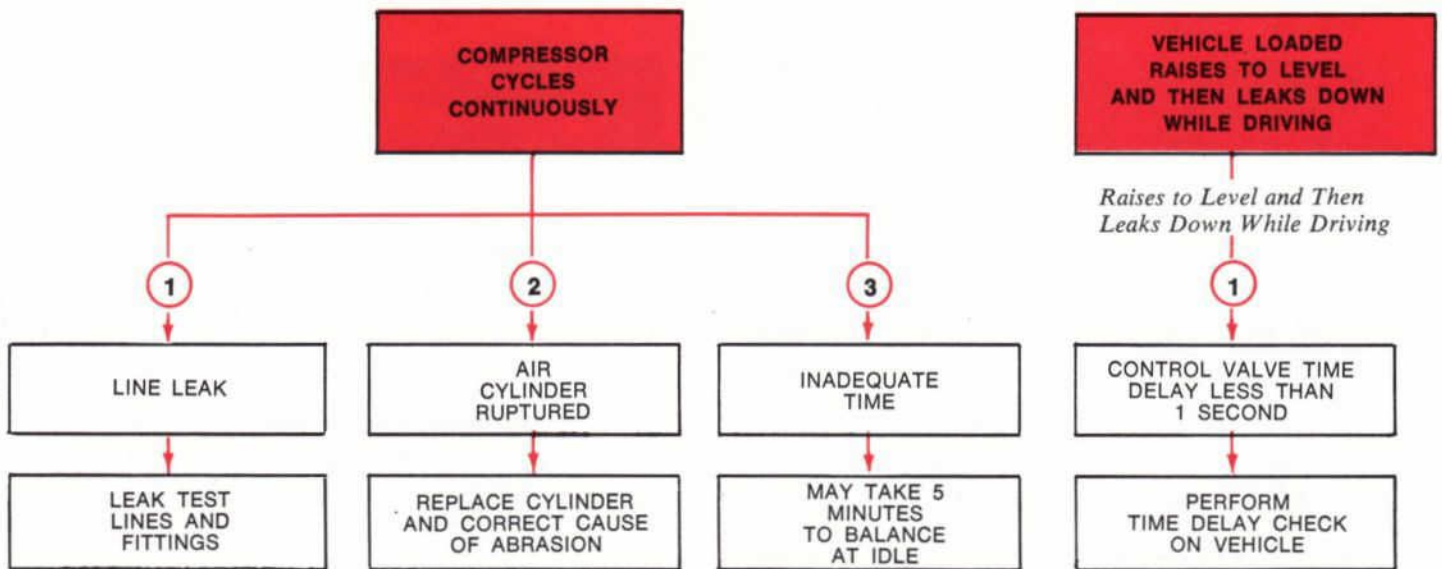 COMPRESSOR
CYCLES
CONTINUOUSLY
1
LINE LEAK
LEAK TEST
LINES AND
FITTINGS
2
AIR
CYLINDER
RUPTURED
REPLACE CYLINDER
AND CORRECT CAUSE
OF ABRASION
3
INADEQUATE
TIME
MAY TAKE 5
MINUTES
TO BALANCE
AT IDLE
VEHICLE LOADED
RAISES TO LEVEL
AND THEN LEAKS DOWN
WHILE DRIVING
Raises to Level and Then
Leaks Down While Driving
1
CONTROL VALVE TIME
DELAY LESS THAN
1 SECOND
PERFORM
TIME DELAY CHECK
ON VEHICLE